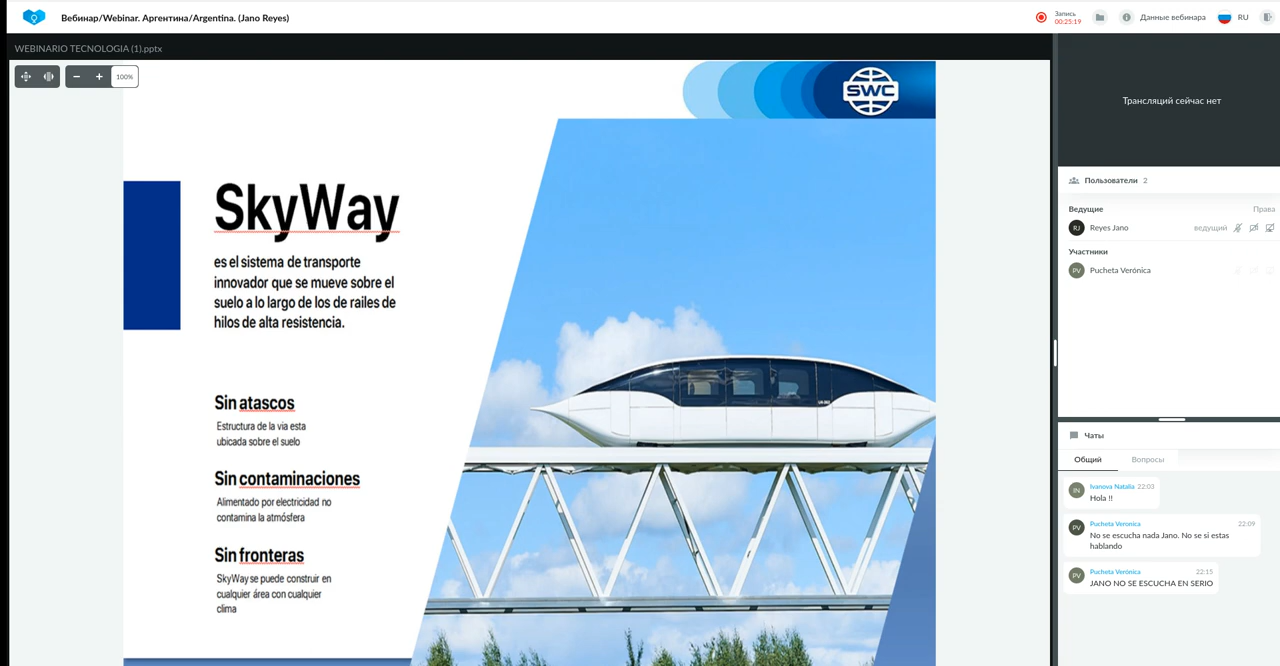 Вебинар/Webinar. Аргентина/Argentina. (Jano Reyes)
Запись
00:25:19
Данные вебинара
RU
WEBINARIO TECNOLOGIA (1).pptx
100%
SWC
SkyWay
es el sistema de transporte
innovador que se mueve sobre el
suelo a lo largo de los de railes de
hilos de alta resistencia.
Sin atascos
Estructura de la via esta
ubicada sobre el suelo
Sin contaminaciones
Alimentado por electricidad no
contamina la atmósfera
Sin fronteras
SkyWay se puede construir en
cualquier área con cualquier
clima
Трансляций сейчас нет
Пользователи 2
Ведущие Права
RJ Reyes Jano ведущий
Участники
PV Pucheta Verónica
Чаты
Общий Вопросы
IN Ivanova Natalia 22:03
Hola !!
PV Pucheta Veronica 22:09
No se escucha nada Jano. No se si estas
hablando
PV Pucheta Verónica 22:15
JANO NO SE ESCUCHA EN SERIO